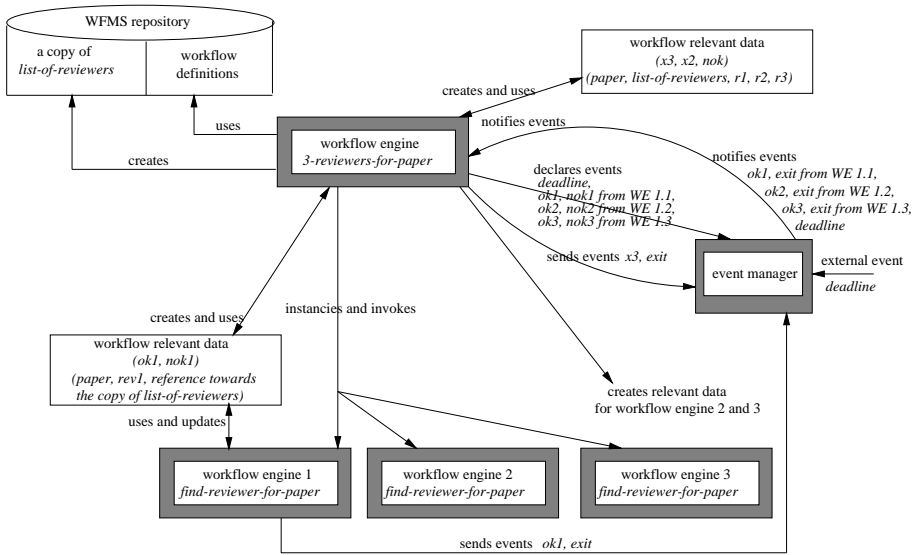 WFMS repository
a copy of
list-of-reviewers
workflow
definitions
workflow relevant data
(x3, x2, nok)
(paper, list-of-reviewers, r1, r2, r3)
creates and uses
notifies events
uses
creates
workflow engine
3-reviewers-for-paper
declares events
deadline,
ok1, nok1 from WE 1.1,
ok2, nok2 from WE 1.2,
ok3, nok3 from WE 1.3
notifies events
ok1, exit from WE 1.1,
ok2, exit from WE 1.2,
ok3, exit from WE 1.3,
deadline
sends events x3, exit
event manager
external event
deadline
creates and uses
instancies and invokes
workflow relevant data
(ok1, nok1)
(paper, rev1, reference towards
the copy of list-of-reviewers)
creates relevant data
for workflow engine 2 and 3
uses and updates
workflow engine 1
find-reviewer-for-paper
workflow engine 2
find-reviewer-for-paper
workflow engine 3
find-reviewer-for-paper
sends events ok1, exit